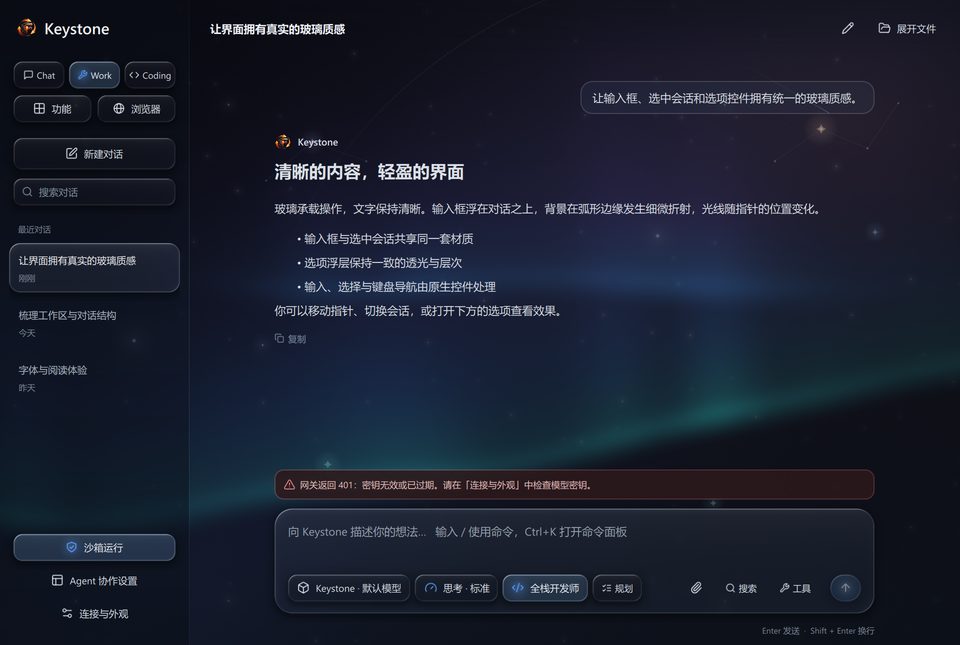 Keystone
Chat
Work
Coding
功能
浏览器
新建对话
搜索对话
最近对话
让界面拥有真实的玻璃质感
刚刚
梳理工作区与对话结构
今天
字体与阅读体验
昨天
沙箱运行
Agent 协作设置
连接与外观
让界面拥有真实的玻璃质感
展开文件
让输入框、选中会话和选项控件拥有统一的玻璃质感。
Keystone
清晰的内容，轻盈的界面
玻璃承载操作，文字保持清晰。输入框浮在对话之上，背景在弧形边缘发生细微折射，光线随指针的位置变化。
• 输入框与选中会话共享同一套材质
• 选项浮层保持一致的透光与层次
• 输入、选择与键盘导航由原生控件处理
你可以移动指针、切换会话，或打开下方的选项查看效果。
复制
网关返回 401：密钥无效或已过期。请在「连接与外观」中检查模型密钥。
向 Keystone 描述你的想法... 输入 / 使用命令，Ctrl+K 打开命令面板
Keystone · 默认模型
思考 · 标准
全栈开发师
规划
搜索
工具
Enter 发送 · Shift + Enter 换行